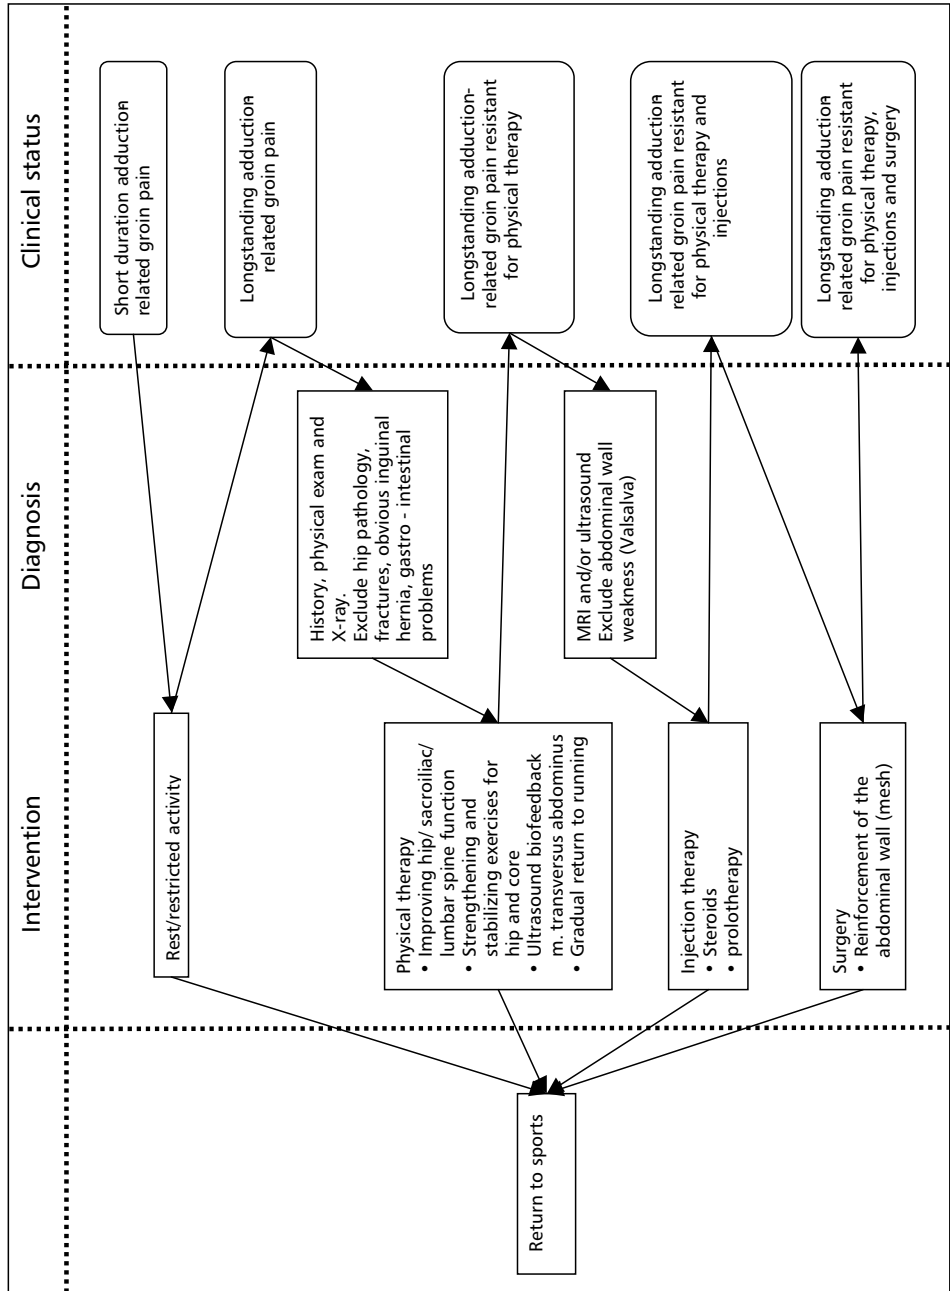 Clinical status
Diagnosis
Intervention
Short duration adduction
related groin pain
Rest/restricted activity
Longstanding adduction
related groin pain
History, physical exam and
X-ray.
Exclude hip pathology,
fractures, obvious inguinal
hernia, gastro - intestinal
problems
Physical therapy
• Improving hip/ sacroiliac/
lumbar spine function
• Strengthening and
stabilizing exercises for
hip and core
• Ultrasound biofeedback
m. transversus abdominus
• Gradual return to running
Longstanding adduction-
related groin pain resistant
for physical therapy
MRI and/or ultrasound
Exclude abdominal wall
weakness (Valsalva)
Injection therapy
• Steroids
• prolotherapy
Longstanding adduction
related groin pain resistant
for physical therapy and
injections
Surgery
• Reinforcement of the
abdominal wall (mesh)
Longstanding adduction
related groin pain resistant
for physical therapy,
injections and surgery
Return to sports